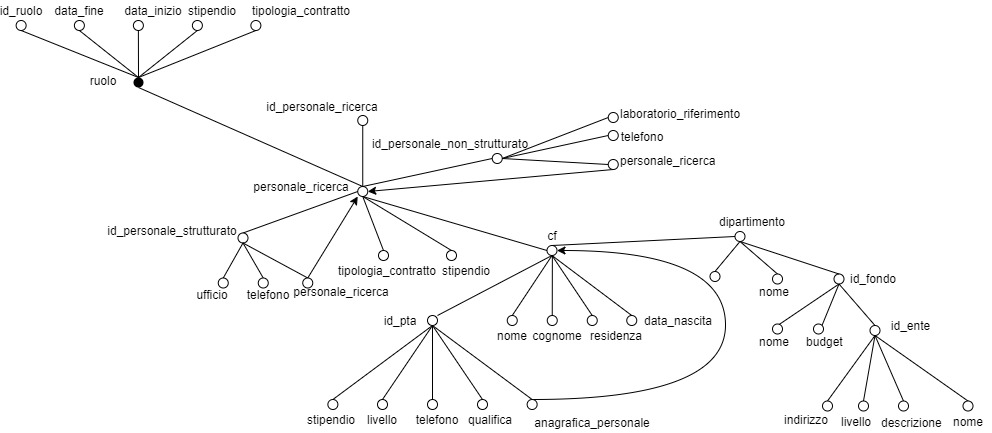 id_ruolo data_fine data_inizio stipendio tipologia_contratto
ruolo
id_personale_ricerca
laboratorio_riferimento
id_personale_non_strutturato
telefono
personale_ricerca
personale_ricerca
id_personale_strutturato
cf
dipartimento
tipologia_contratto stipendio
ufficio telefono personale_ricerca
nome
id_fondo
id_pta
nome cognome residenza data_nascita
nome budget
id_ente
stipendio livello telefono qualifica anagrafica_personale
indirizzo livello descrizione nome